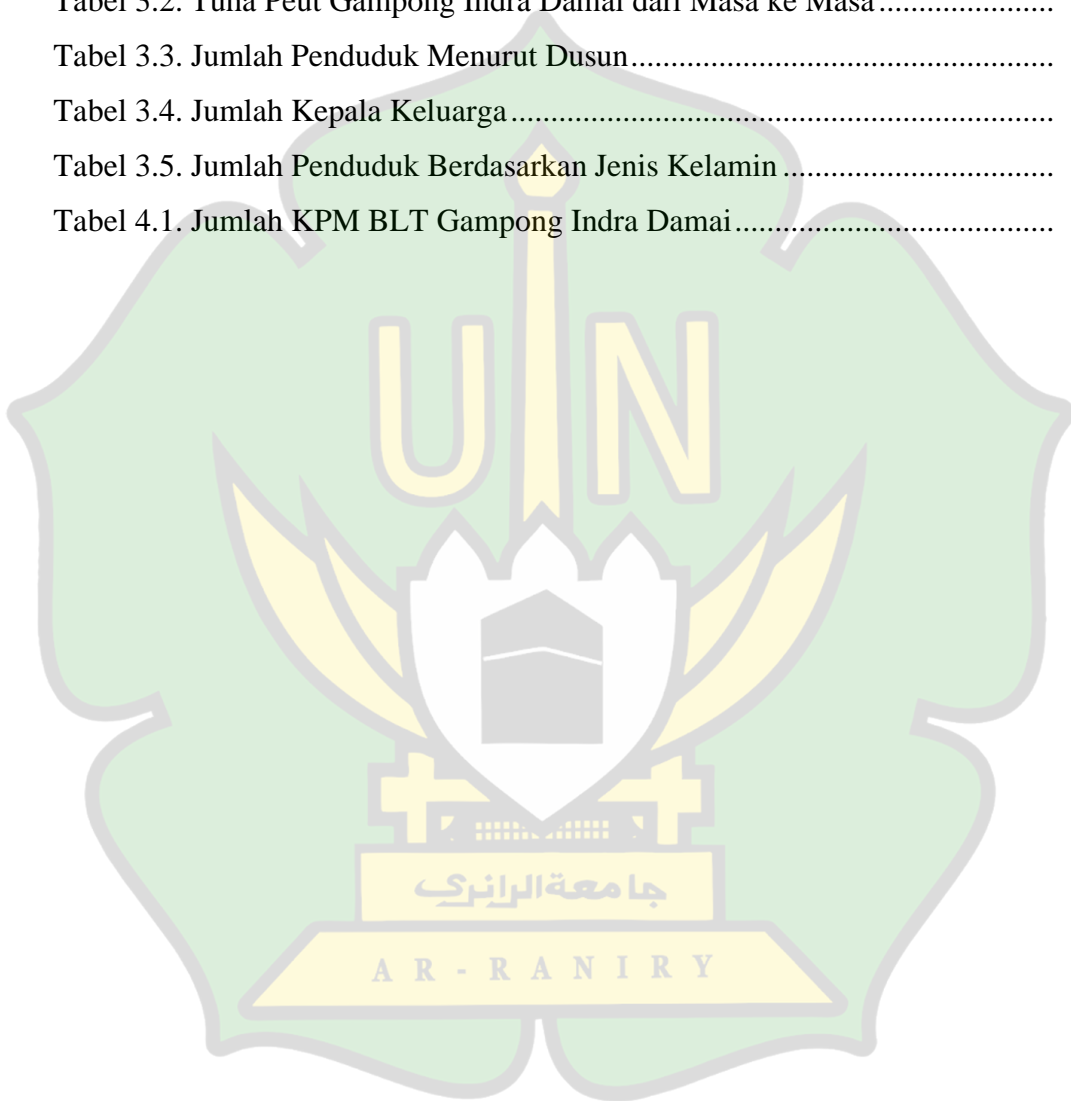 Tabel 3.2. Tuha Peut Gampong Indra Damai dari Masa ke Masa......................
Tabel 3.3. Jumlah Penduduk Menurut Dusun.....................................................
Tabel 3.4. Jumlah Kepala Keluarga....................................................................
Tabel 3.5. Jumlah Penduduk Berdasarkan Jenis Kelamin..................................
Tabel 4.1. Jumlah KPM BLT Gampong Indra Damai........................................
UIN
جامعة الرانري
AR-RANIRY